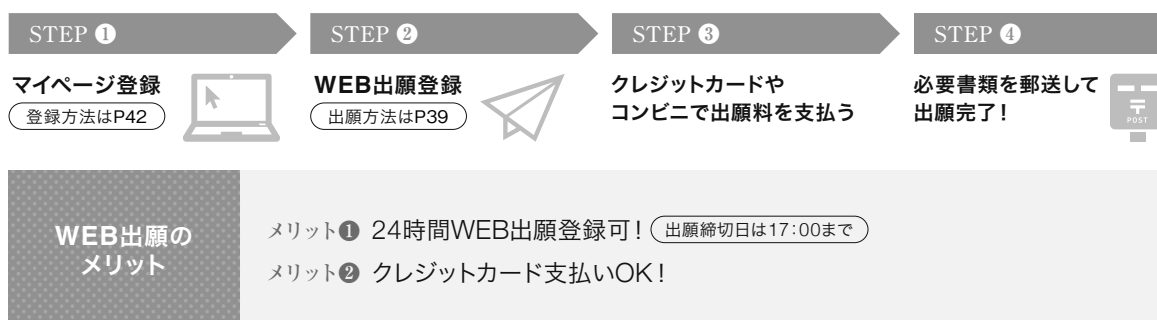 STEP ❶
マイページ登録
登録方法はP42
STEP ❷
WEB出願登録
出願方法はP39
STEP ❸
クレジットカードや
コンビニで出願料を支払う
STEP ❹
必要書類を郵送して
出願完了！
〒
POST
WEB出願の
メリット
メリット❶ 24時間WEB出願登録可！ 出願締切日は17：00まで
メリット❷ クレジットカード支払いOK！